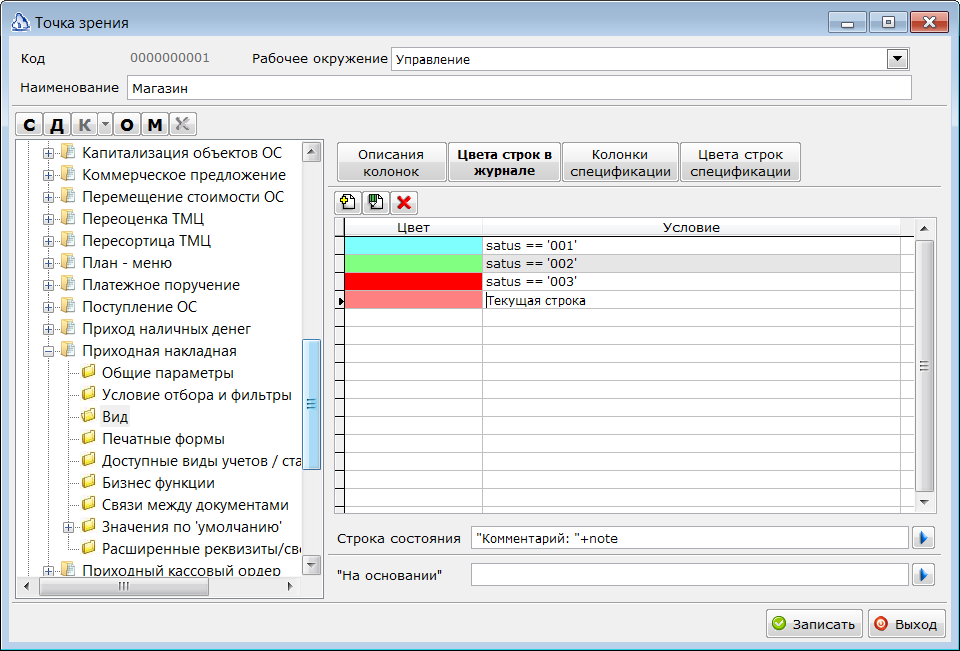 Точка зрения
Код 0000000001 Рабочее окружение Управление
Наименование Магазин
С Д К О М
Капитализация объектов ОС
Коммерческое предложение
Перемещение стоимости ОС
Переоценка ТМЦ
Пересортица ТМЦ
План - меню
Платежное поручение
Поступление ОС
Приход наличных денег
Приходная накладная
Общие параметры
Условие отбора и фильтры
Вид
Печатные формы
Доступные виды учетов / ста
Бизнес функции
Связи между документами
Значения по 'умолчанию'
Расширенные реквизиты/све
Приходный кассовый ордер
Описания
колонок
Цвета строк в
журнале
Колонки
спецификации
Цвета строк
спецификации
Цвет Условие
satus == '001'
satus == '002'
satus == '003'
Текущая строка
Строка состояния "Комментарий: "+note
"На основании"
Записать Выход